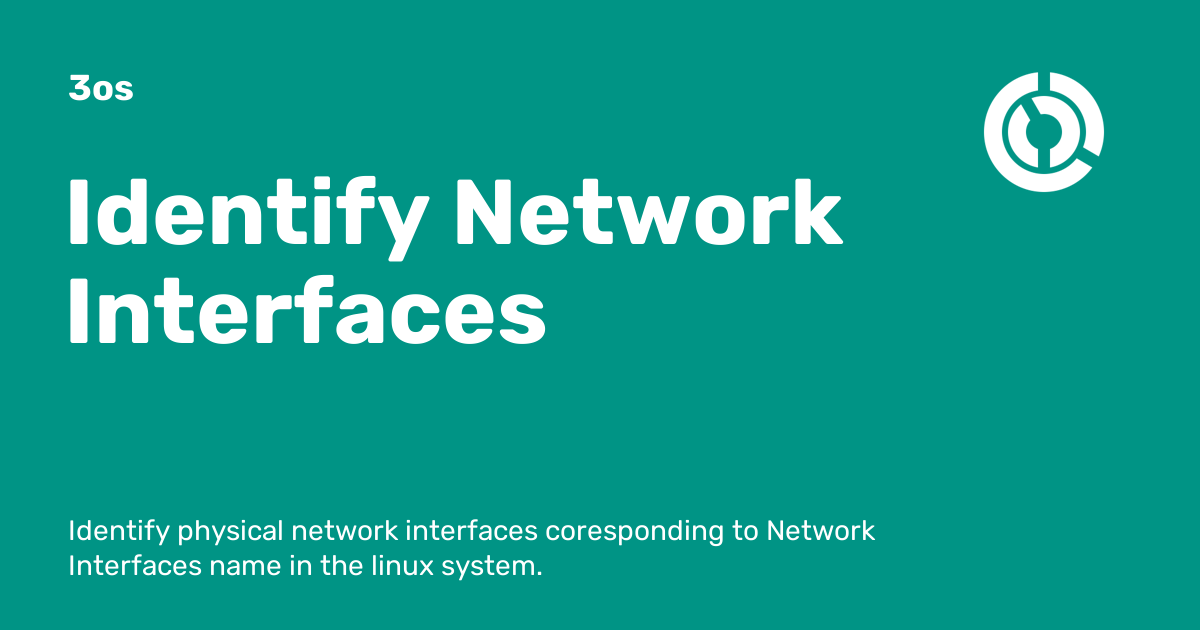 3os
Identify Network
Interfaces
Identify physical network interfaces coresponding to Network
Interfaces name in the linux system.